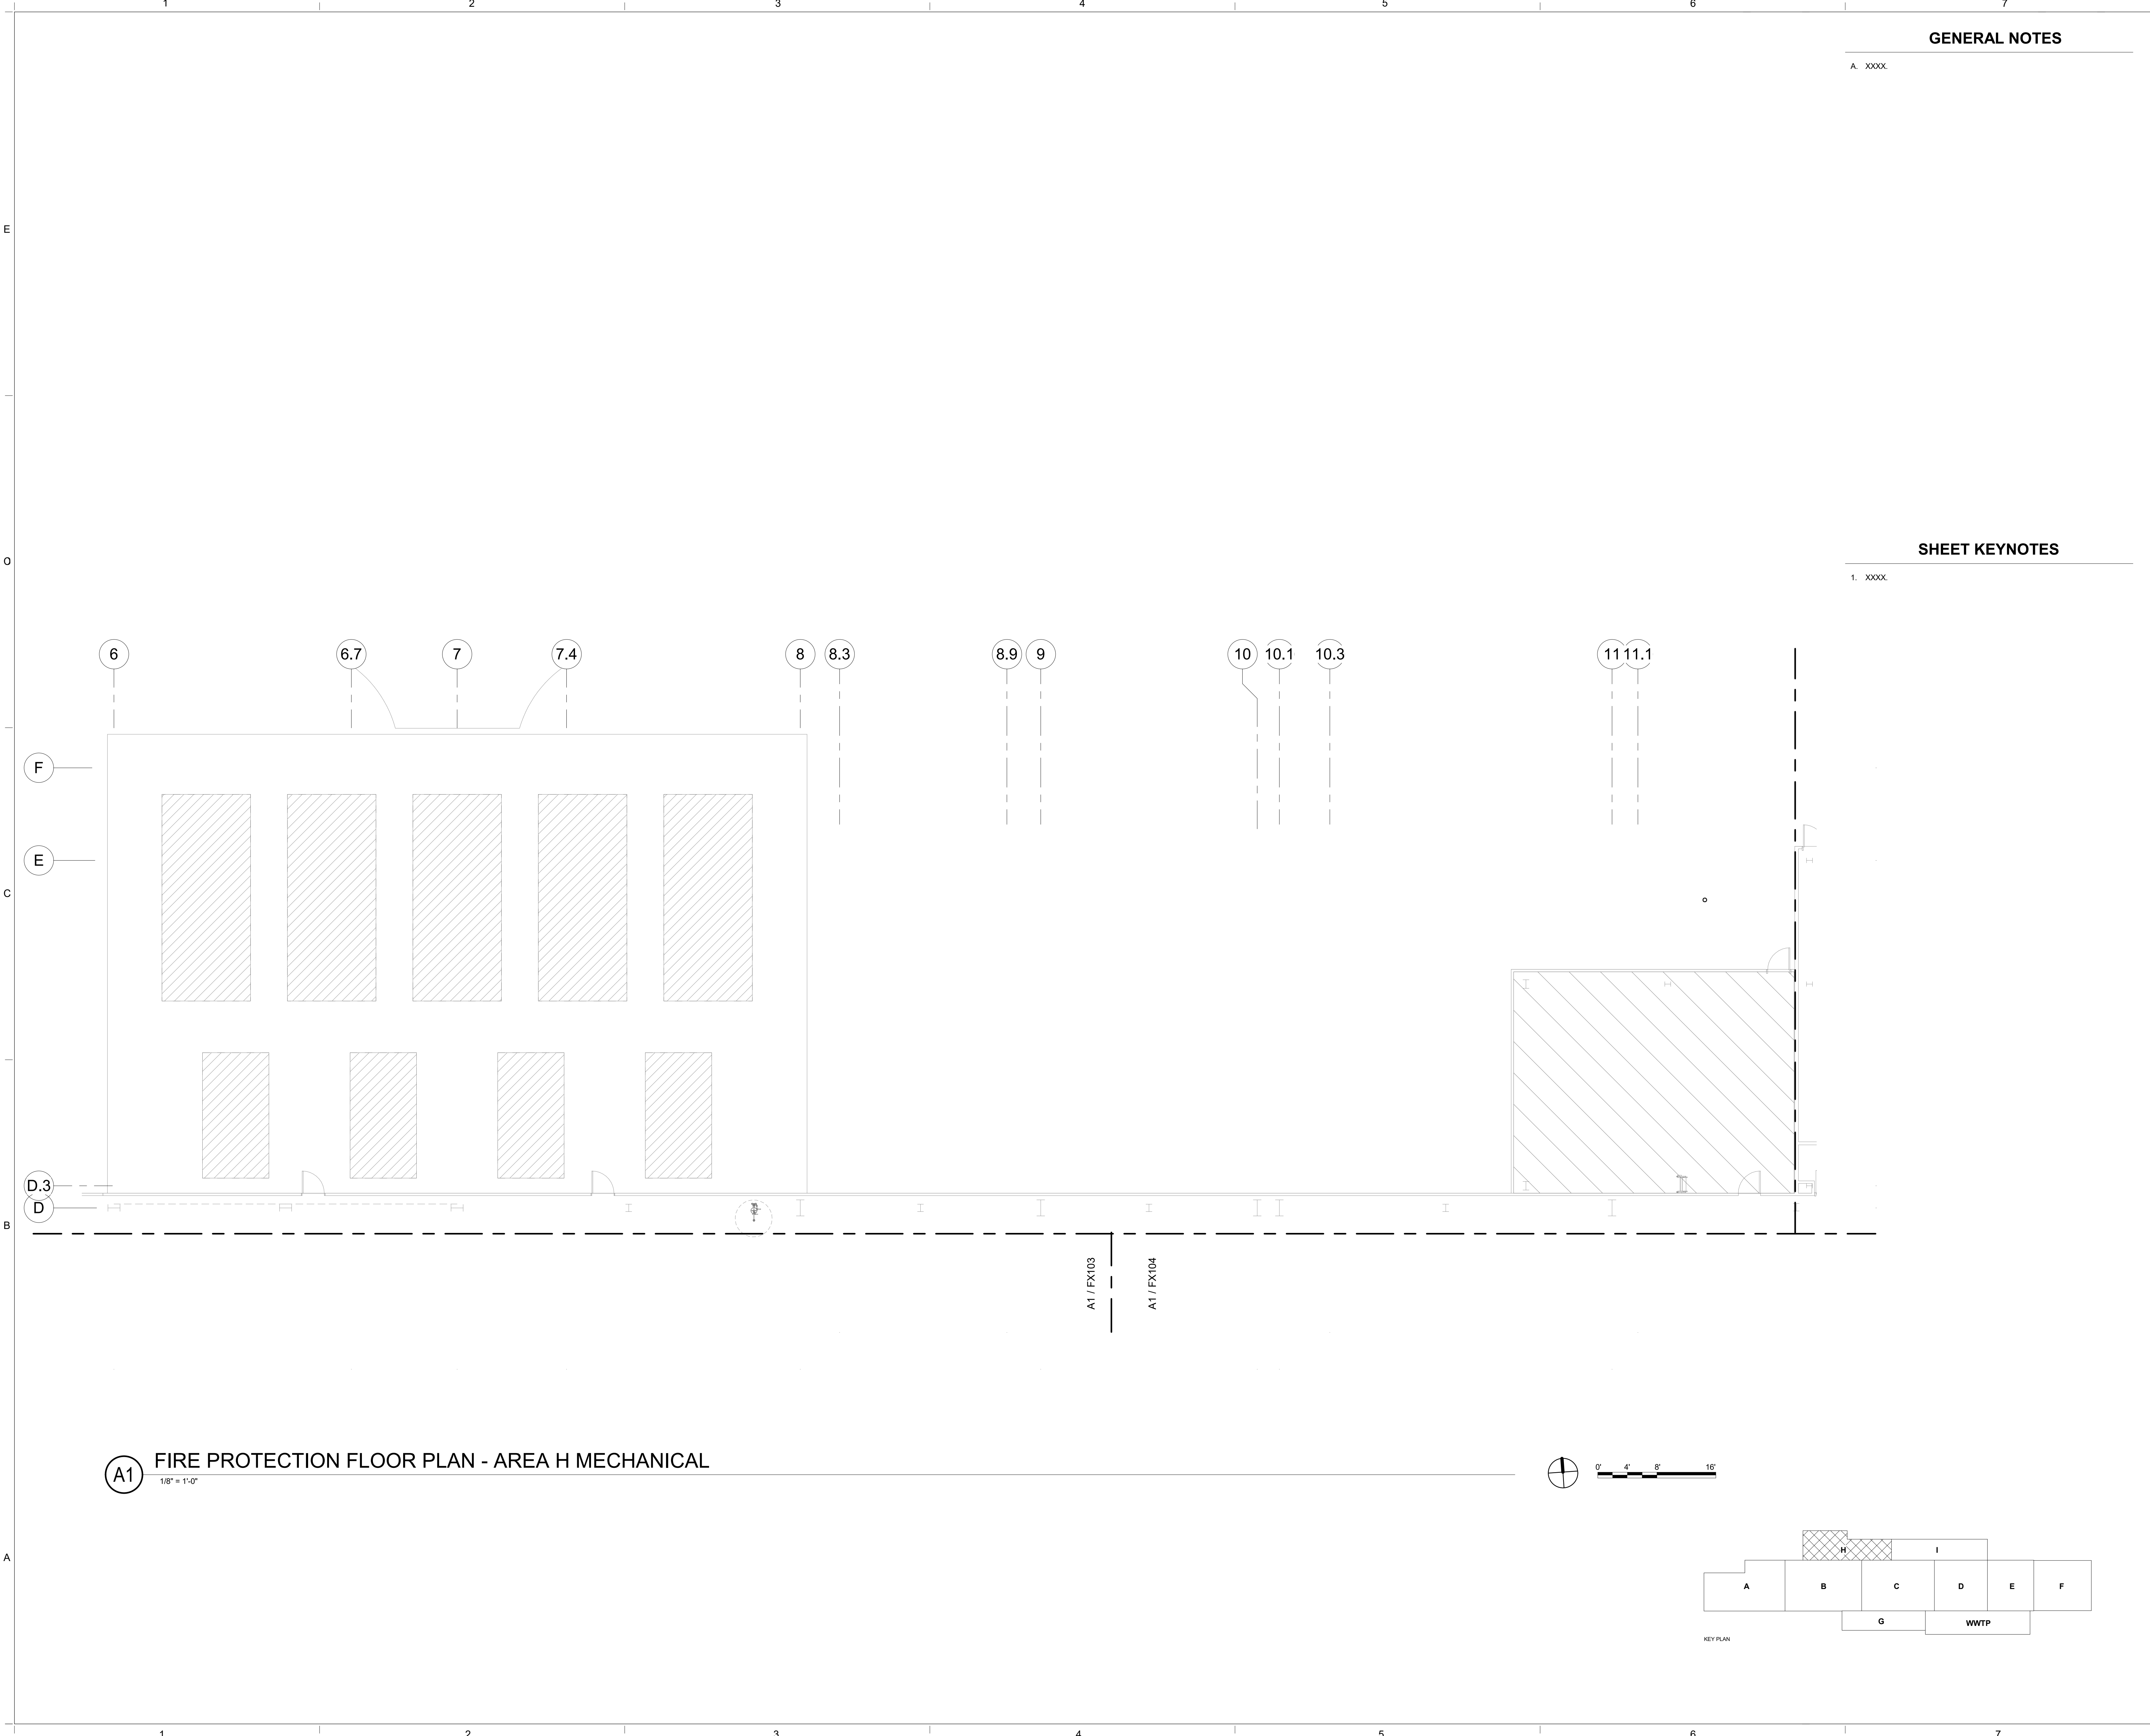 1 2 3 4 5 6 7
GENERAL NOTES
A. XXXX.
E
D
SHEET KEYNOTES
1. XXXX.
6 6.7 7 7.4 8 8.3 8.9 9 10 10.1 10.3 11 11.1
F
E
C
D.3
D
B
A1 / FX103
A1 / FX104
A1
FIRE PROTECTION FLOOR PLAN - AREA H MECHANICAL
1/8" = 1'-0"
0' 4' 8' 16'
A
H I
A B C D E F
G WWTP
KEY PLAN
1 2 3 4 5 6 7